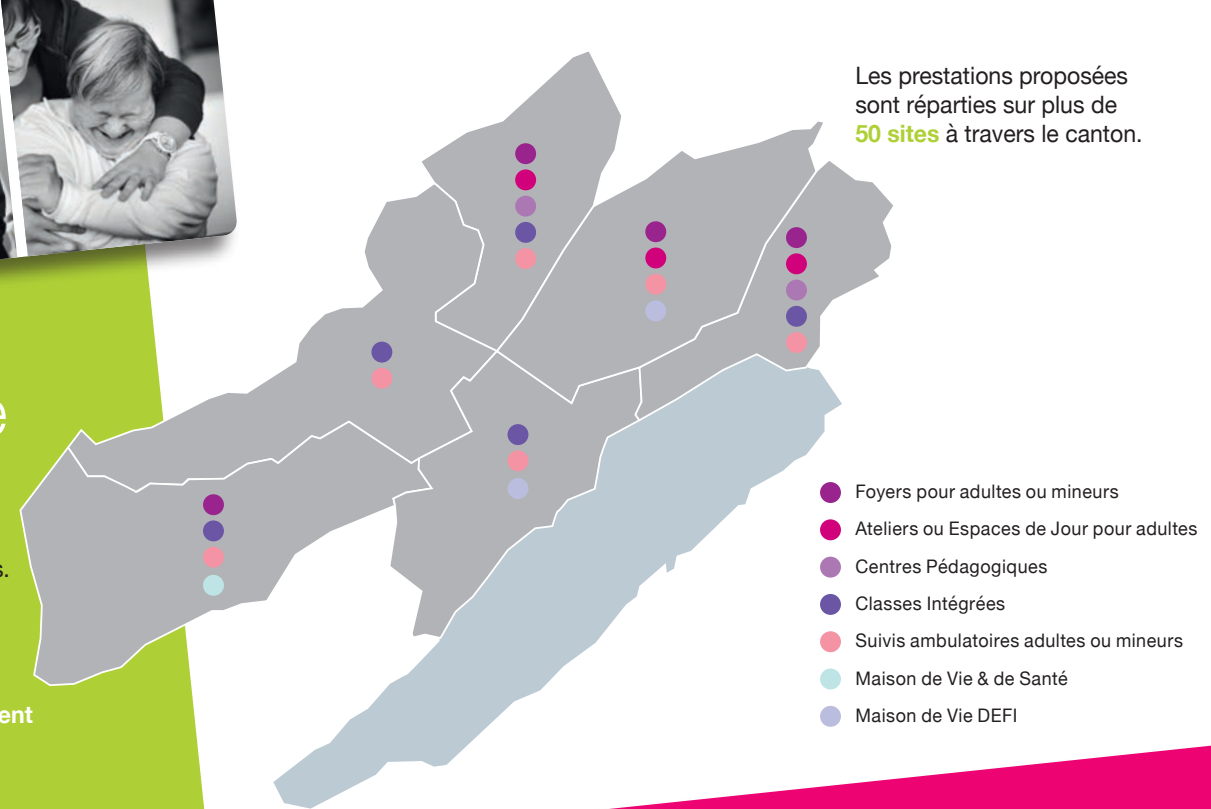 Les prestations proposées
sont réparties sur plus de
50 sites à travers le canton.
Foyers pour adultes ou mineurs
Ateliers ou Espaces de Jour pour adultes
Centres Pédagogiques
Classes Intégrées
Suivis ambulatoires adultes ou mineurs
Maison de Vie & de Santé
Maison de Vie DEFI